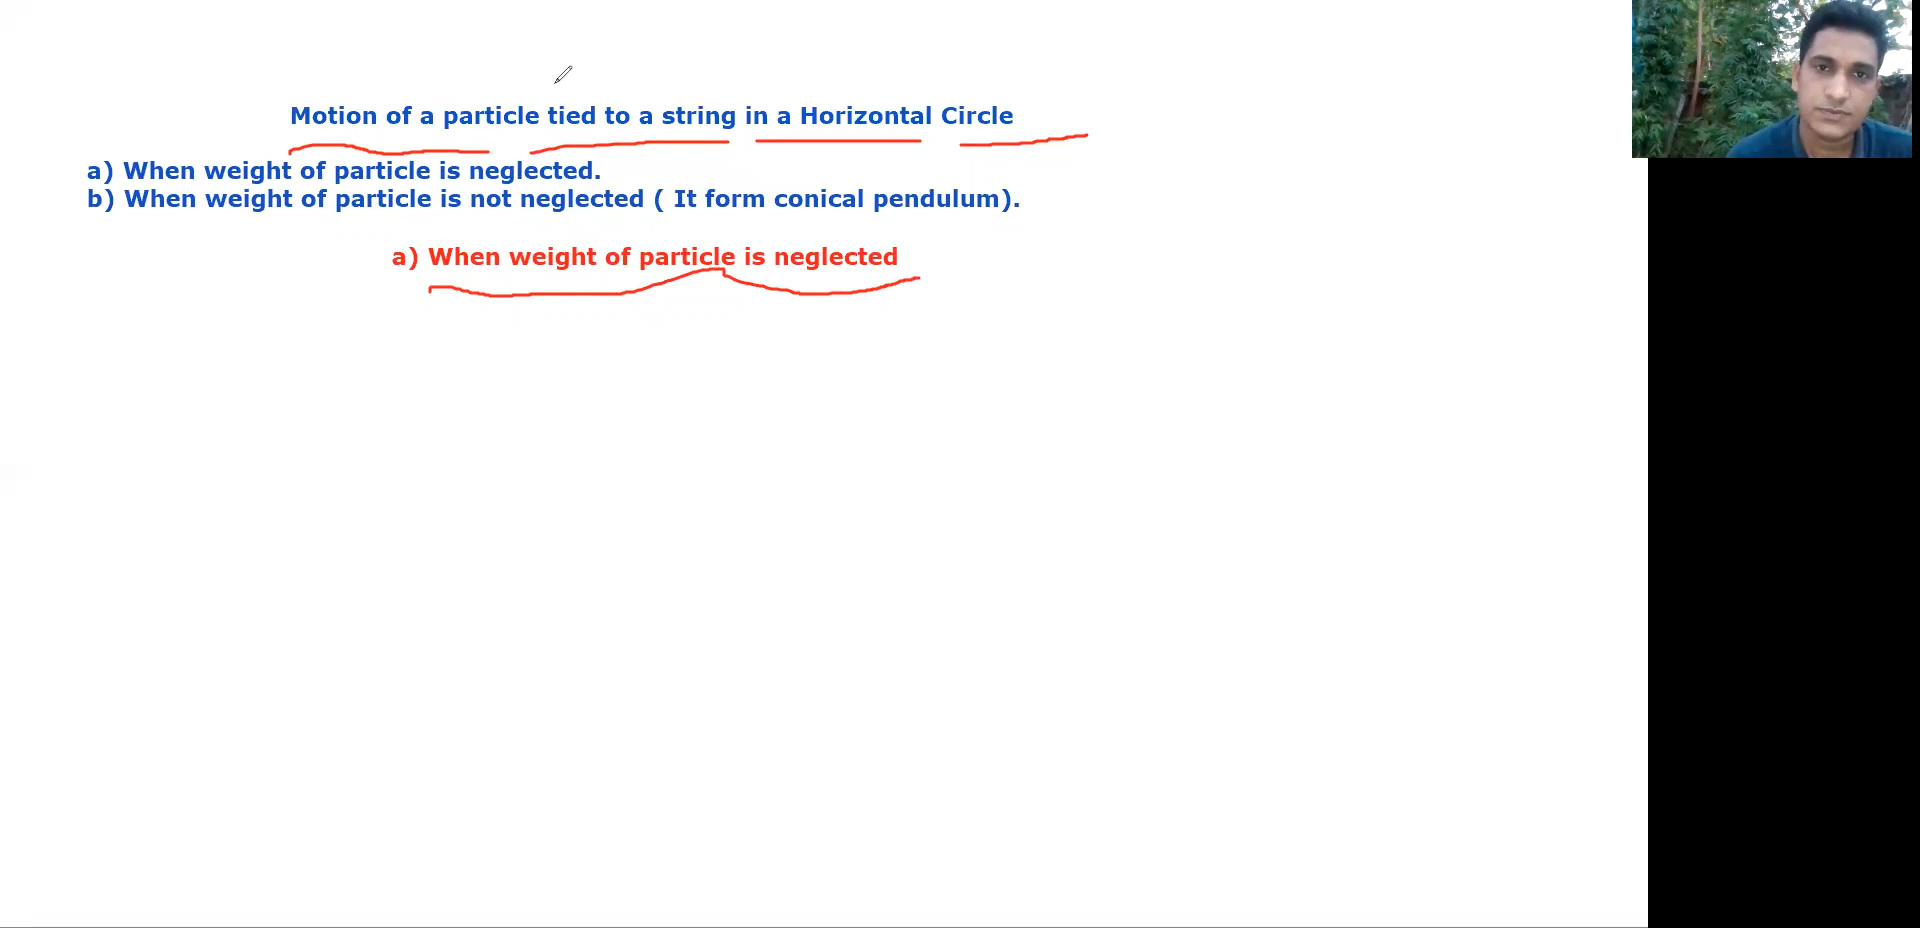 Motion of a particle tied to a string in a Horizontal Circle
a) When weight of particle is neglected.
b) When weight of particle is not neglected ( It form conical pendulum).
a) When weight of particle is neglected